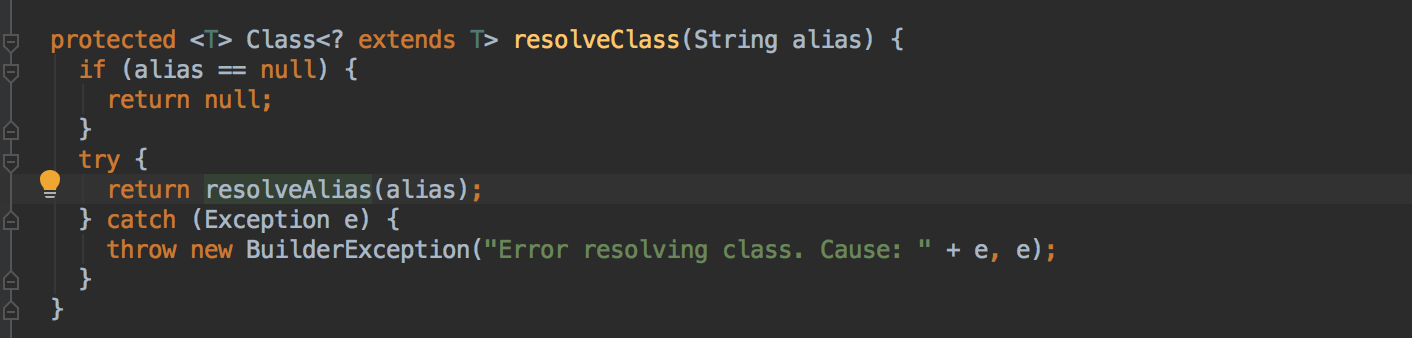 protected <T> Class<? extends T> resolveClass(String alias) {
if (alias == null) {
return null;
}
try {
return resolveAlias(alias);
} catch (Exception e) {
throw new BuilderException("Error resolving class. Cause: " + e, e);
}
}